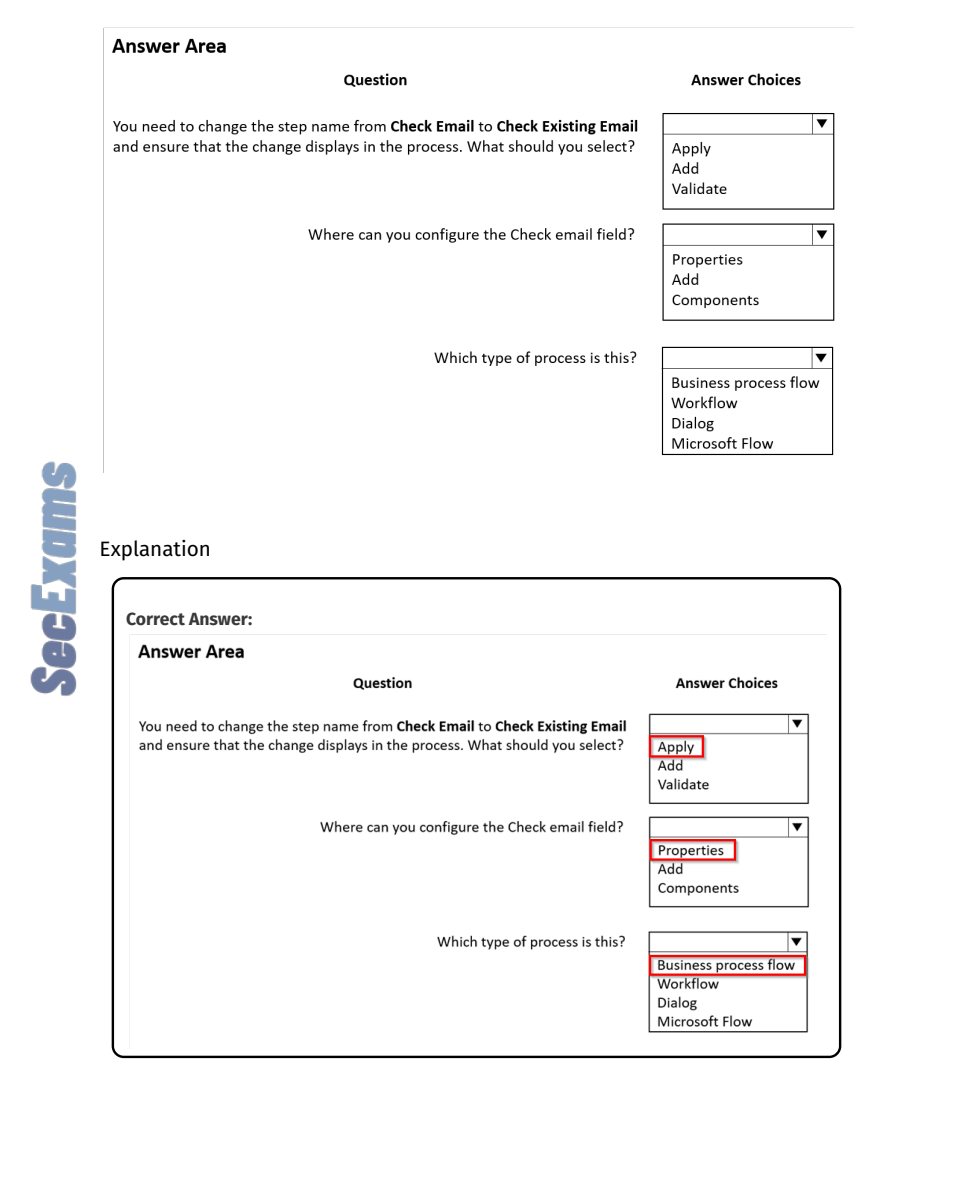 Answer Area
Question
Answer Choices
You need to change the step name from Check Email to Check Existing Email
and ensure that the change displays in the process. What should you select?
Apply
Add
Validate
Where can you configure the Check email field?
Properties
Add
Components
Which type of process is this?
Business process flow
Workflow
Dialog
Microsoft Flow
SecExams
Explanation
Correct Answer:
Answer Area
Question
Answer Choices
You need to change the step name from Check Email to Check Existing Email
and ensure that the change displays in the process. What should you select?
Apply
Add
Validate
Where can you configure the Check email field?
Properties
Add
Components
Which type of process is this?
Business process flow
Workflow
Dialog
Microsoft Flow